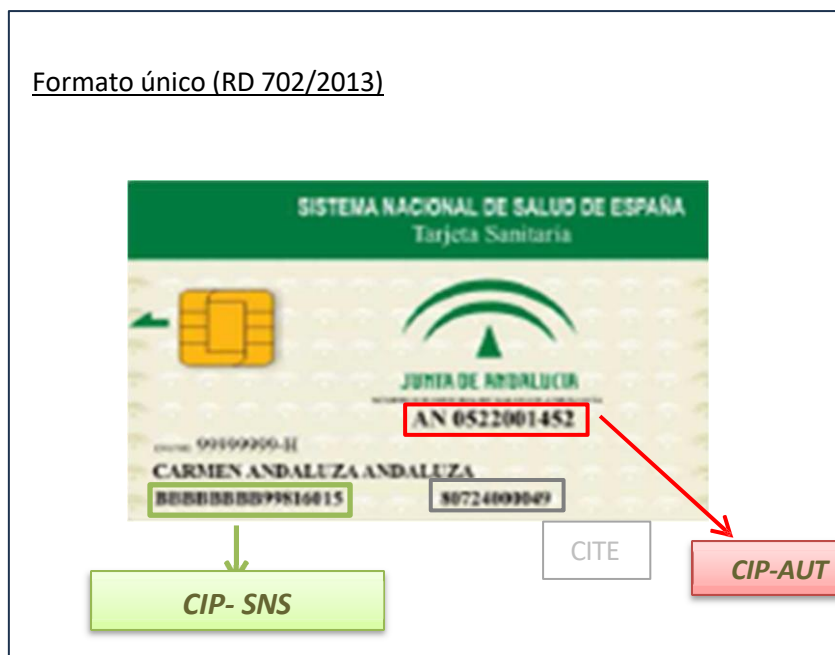 Formato único (RD 702/2013)
SISTEMA NACIONAL DE SALUD DE ESPAÑA
Tarjeta Sanitaria
JUNTA DE ANDALUCIA
AN 0522001452
99999999-H
CARMEN ANDALUZA ANDALUZA
BBBBBBBB99816015
80724000049
CITE
CIP-AUT
CIP- SNS